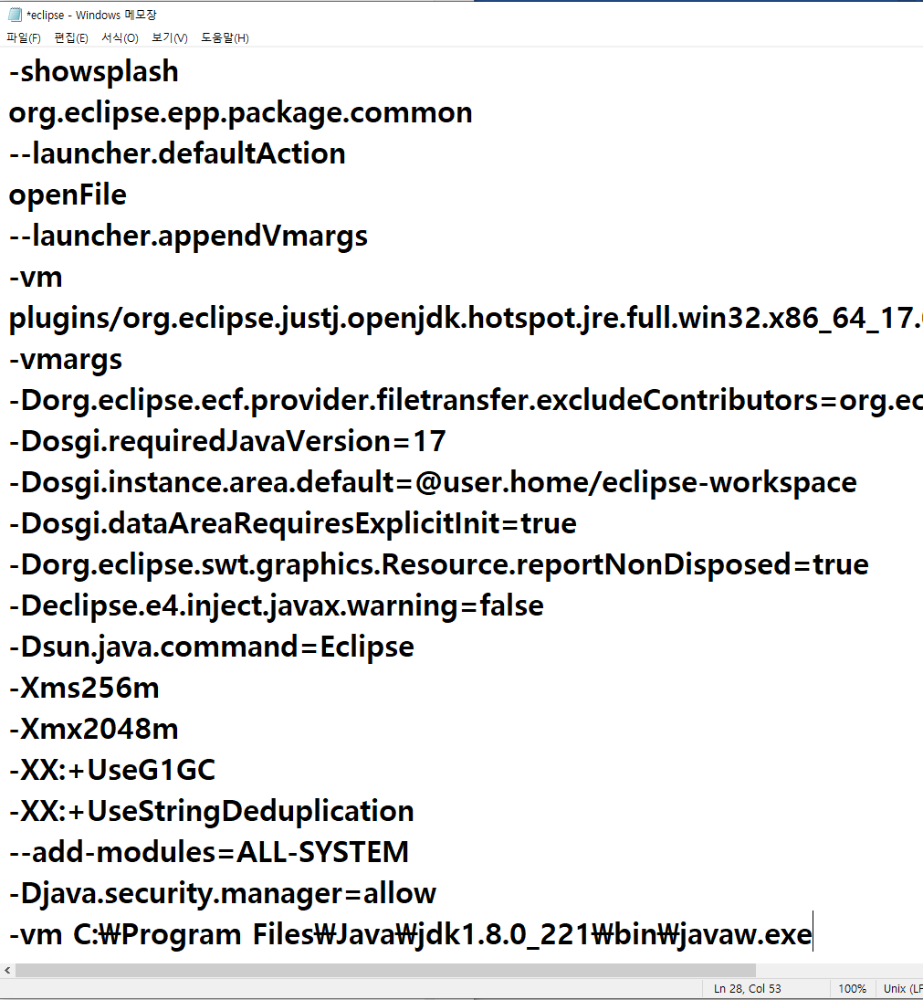 *eclipse - Windows 메모장
파일(F) 편집(E) 서식(O) 보기(V) 도움말(H)
-showsplash
org.eclipse.epp.package.common
--launcher.defaultAction
openFile
--launcher.appendVmargs
-vm
plugins/org.eclipse.justj.openjdk.hotspot.jre.full.win32.x86_64_17.
-vmargs
-Dorg.eclipse.ecf.provider.filetransfer.excludeContributors=org.ec
-Dosgi.requiredJavaVersion=17
-Dosgi.instance.area.default=@user.home/eclipse-workspace
-Dosgi.dataAreaRequiresExplicitInit=true
-Dorg.eclipse.swt.graphics.Resource.reportNonDisposed=true
-Declipse.e4.inject.javax.warning=false
-Dsun.java.command=Eclipse
-Xms256m
-Xmx2048m
-XX:+UseG1GC
-XX:+UseStringDeduplication
--add-modules=ALL-SYSTEM
-Djava.security.manager=allow
-vm C:₩Program Files₩Java₩jdk1.8.0_221₩bin₩javaw.exe
Ln 28, Col 53 100% Unix (LF